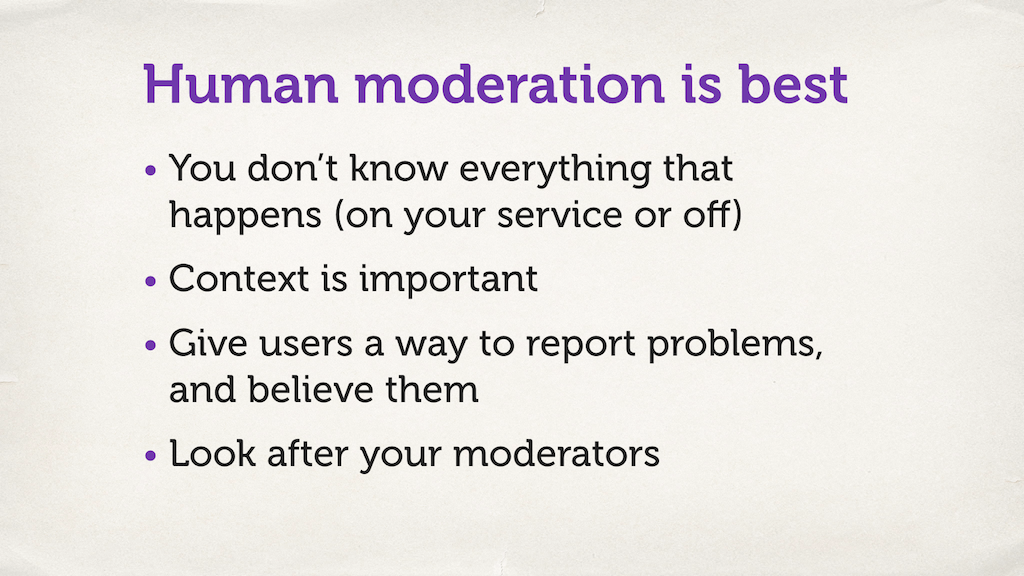 Human moderation is best
• You don’t know everything that
happens (on your service or off)
• Context is important
• Give users a way to report problems,
and believe them
• Look after your moderators